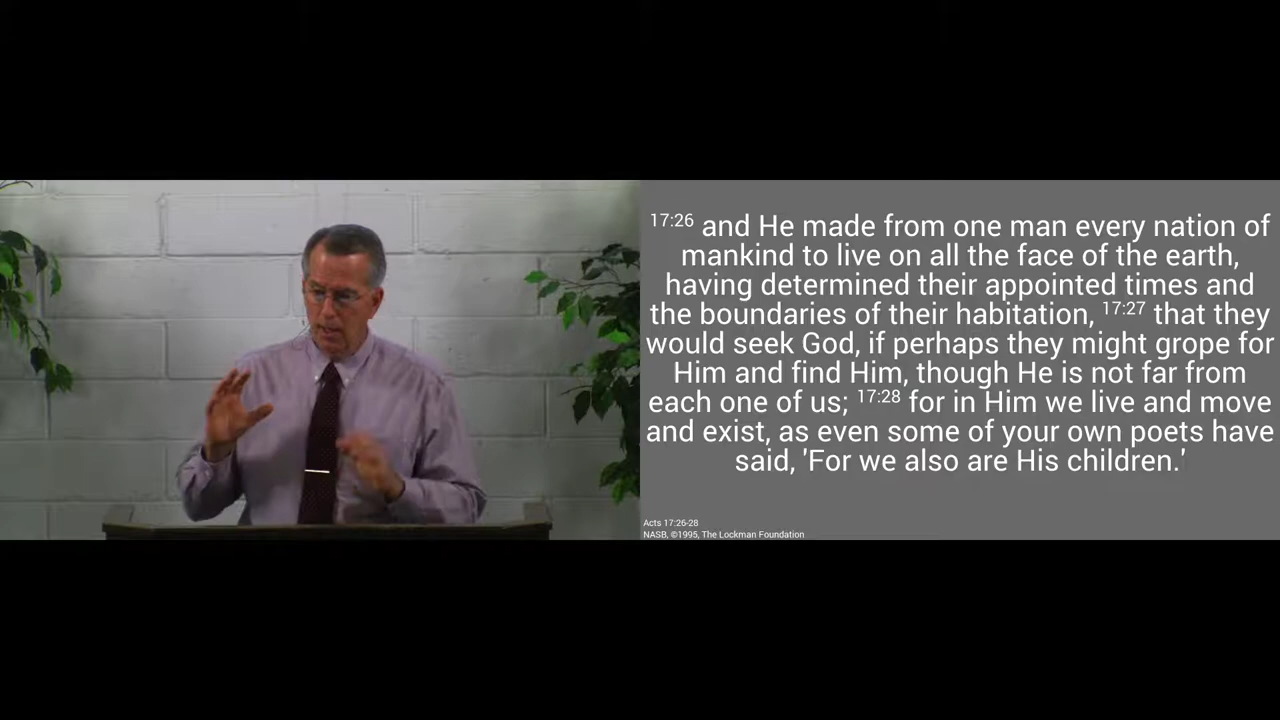 17:26 and He made from one man every nation of
mankind to live on all the face of the earth,
having determined their appointed times and
the boundaries of their habitation, 17:27 that they
would seek God, if perhaps they might grope for
Him and find Him, though He is not far from
each one of us; 17:28 for in Him we live and move
and exist, as even some of your own poets have
said, 'For we also are His children.'
Acts 17:26-28
NASB, ©1995, The Lockman Foundation